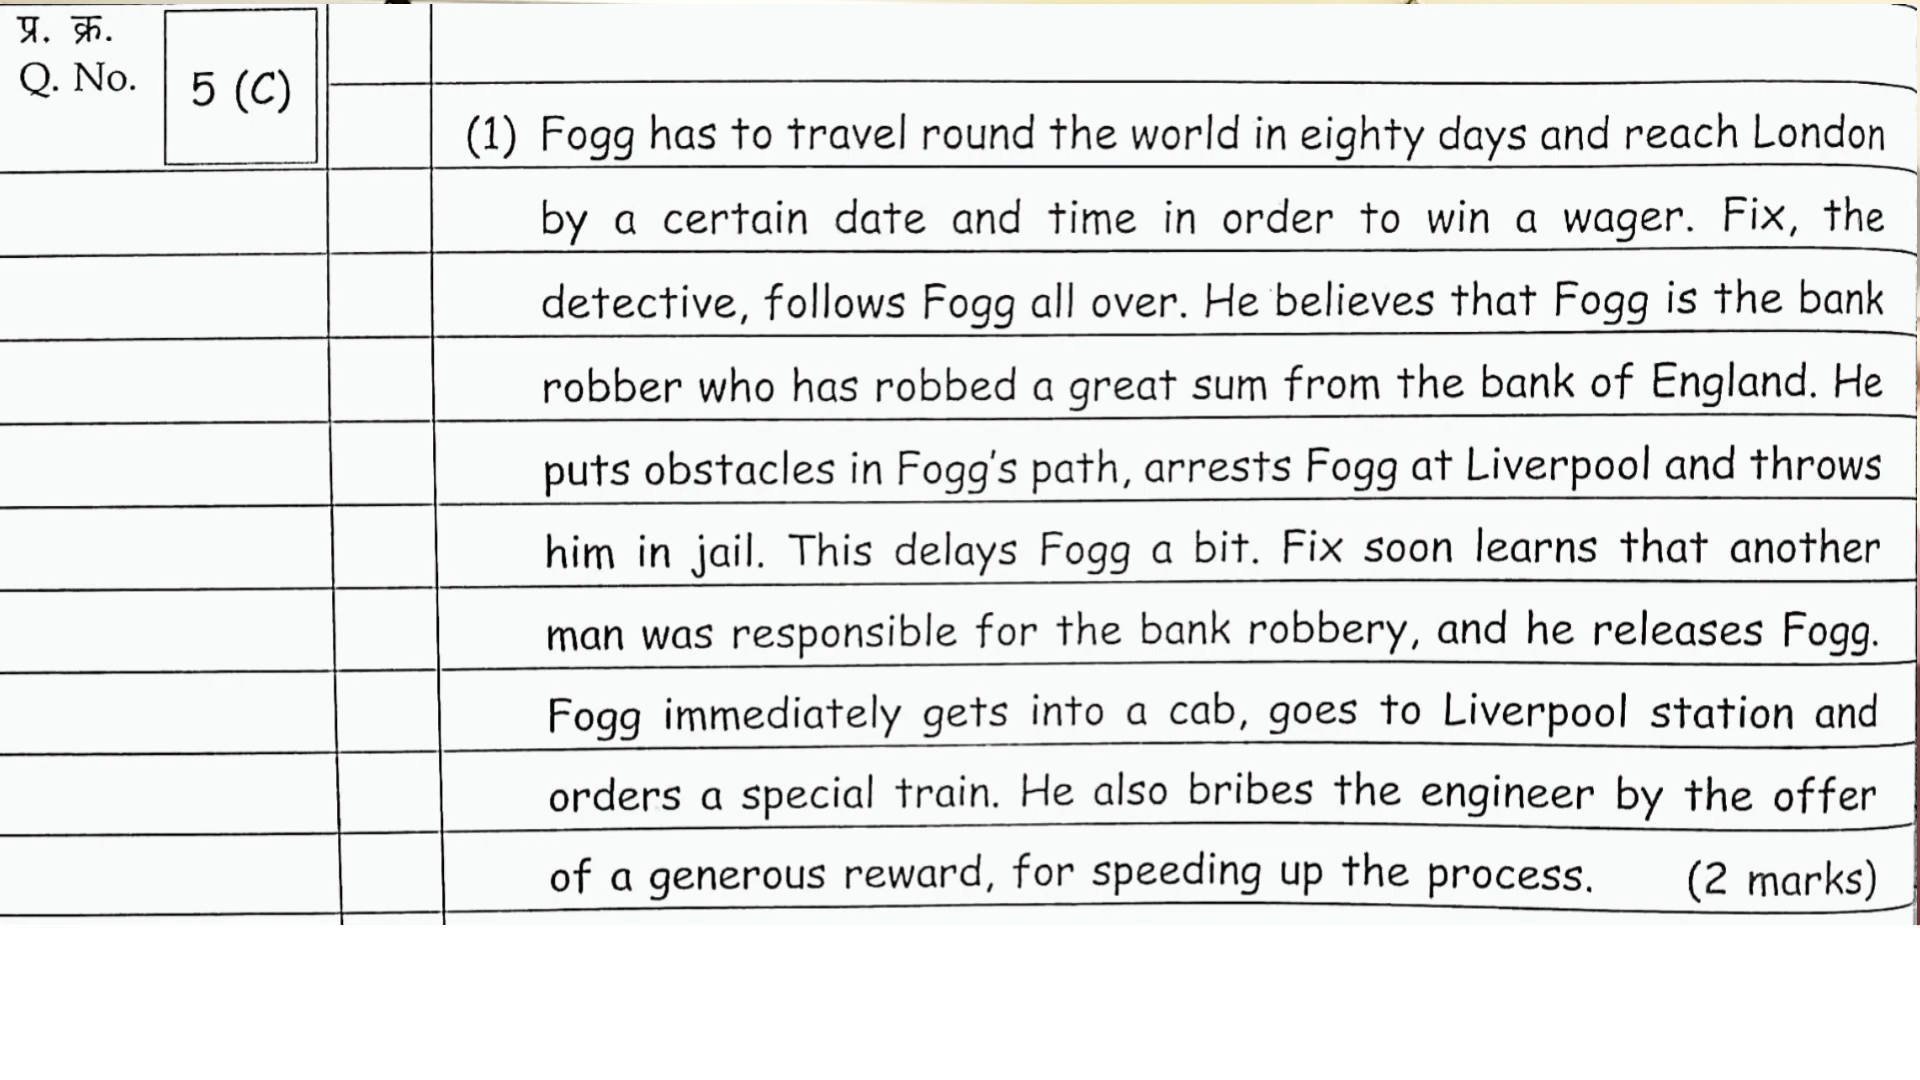 प्र. क्र.
Q. No.
5 (C)
(1) Fogg has to travel round the world in eighty days and reach London
by a certain date and time in order to win a wager. Fix, the
detective, follows Fogg all over. He believes that Fogg is the bank
robber who has robbed a great sum from the bank of England. He
puts obstacles in Fogg's path, arrests Fogg at Liverpool and throws
him in jail. This delays Fogg a bit. Fix soon learns that another
man was responsible for the bank robbery, and he releases Fogg.
Fogg immediately gets into a cab, goes to Liverpool station and
orders a special train. He also bribes the engineer by the offer
of a generous reward, for speeding up the process. (2 marks)